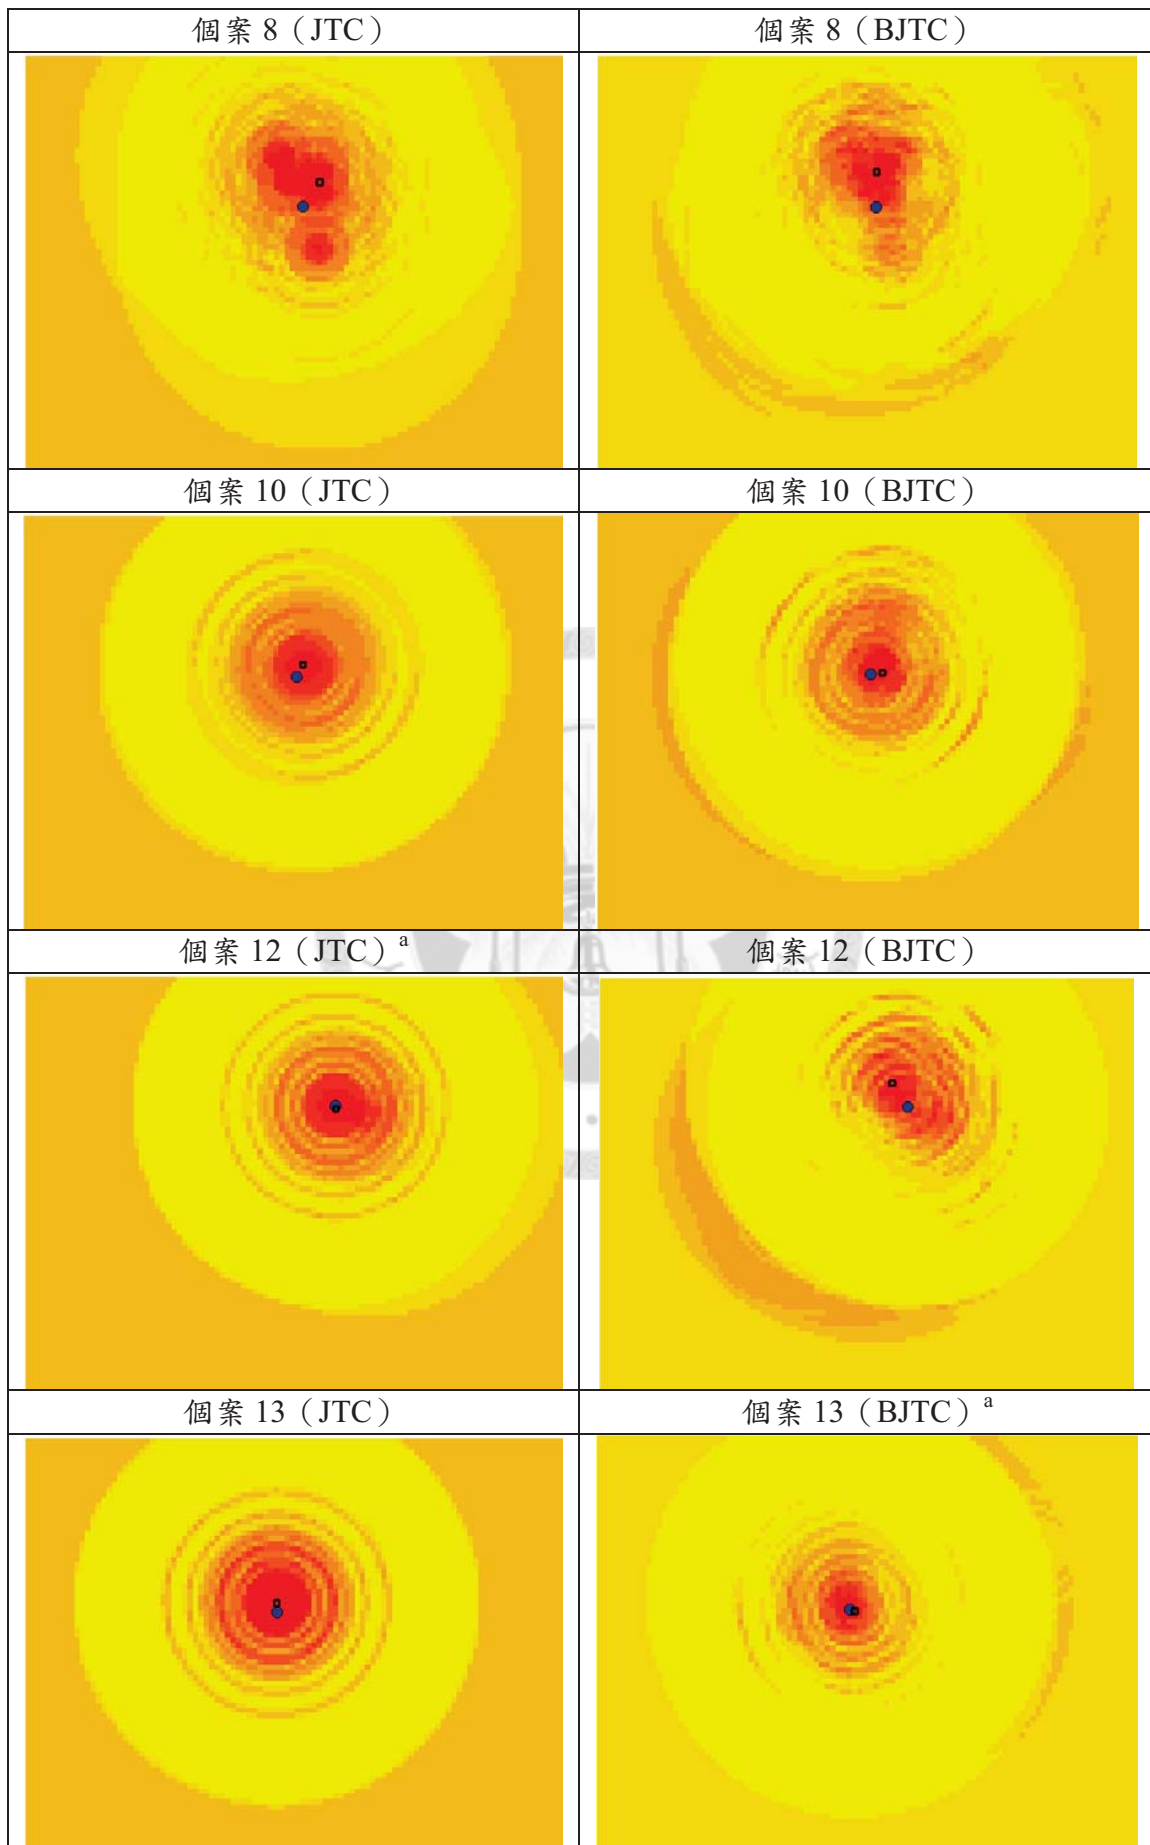 個案 8（JTC）
個案 8（BJTC）
個案 10（JTC）
個案 10（BJTC）
個案 12（JTC）a
個案 12（BJTC）
個案 13（JTC）
個案 13（BJTC）a